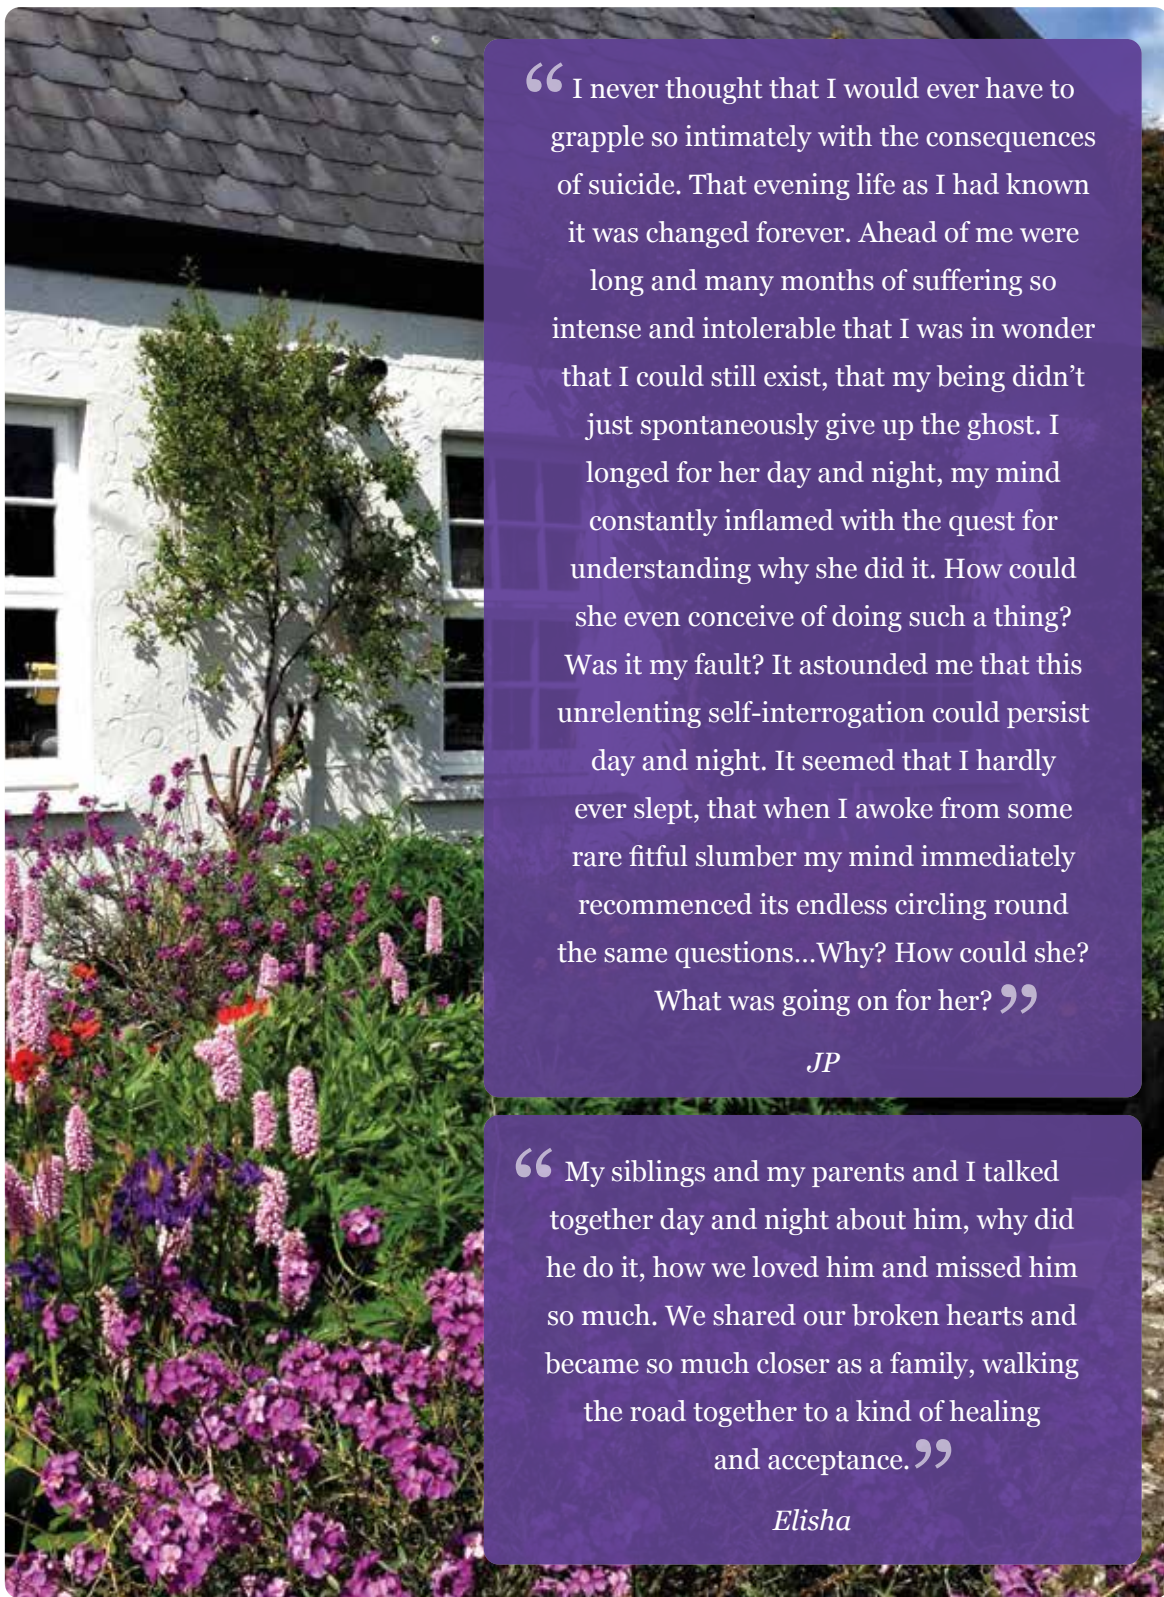 “ I never thought that I would ever have to
grapple so intimately with the consequences
of suicide. That evening life as I had known
it was changed forever. Ahead of me were
long and many months of suffering so
intense and intolerable that I was in wonder
that I could still exist, that my being didn’t
just spontaneously give up the ghost. I
longed for her day and night, my mind
constantly inflamed with the quest for
understanding why she did it. How could
she even conceive of doing such a thing?
Was it my fault? It astounded me that this
unrelenting self-interrogation could persist
day and night. It seemed that I hardly
ever slept, that when I awoke from some
rare fitful slumber my mind immediately
recommenced its endless circling round
the same questions...Why? How could she?
What was going on for her? ”
JP
“ My siblings and my parents and I talked
together day and night about him, why did
he do it, how we loved him and missed him
so much. We shared our broken hearts and
became so much closer as a family, walking
the road together to a kind of healing
and acceptance. ”
Elisha